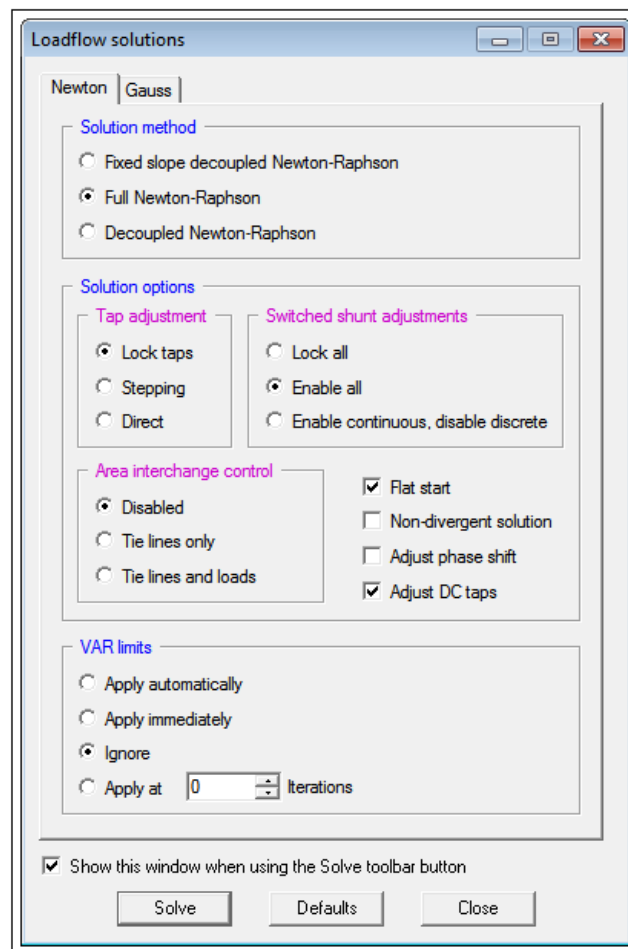 Loadflow solutions
Newton
Gauss
Solution method
Fixed slope decoupled Newton-Raphson
Full Newton-Raphson
Decoupled Newton-Raphson
Solution options
Tap adjustment
Lock taps
Stepping
Direct
Switched shunt adjustments
Lock all
Enable all
Enable continuous, disable discrete
Area interchange control
Disabled
Tie lines only
Tie lines and loads
Flat start
Non-divergent solution
Adjust phase shift
Adjust DC taps
VAR limits
Apply automatically
Apply immediately
Ignore
Apply at 0 Iterations
Show this window when using the Solve toolbar button
Solve Defaults Close